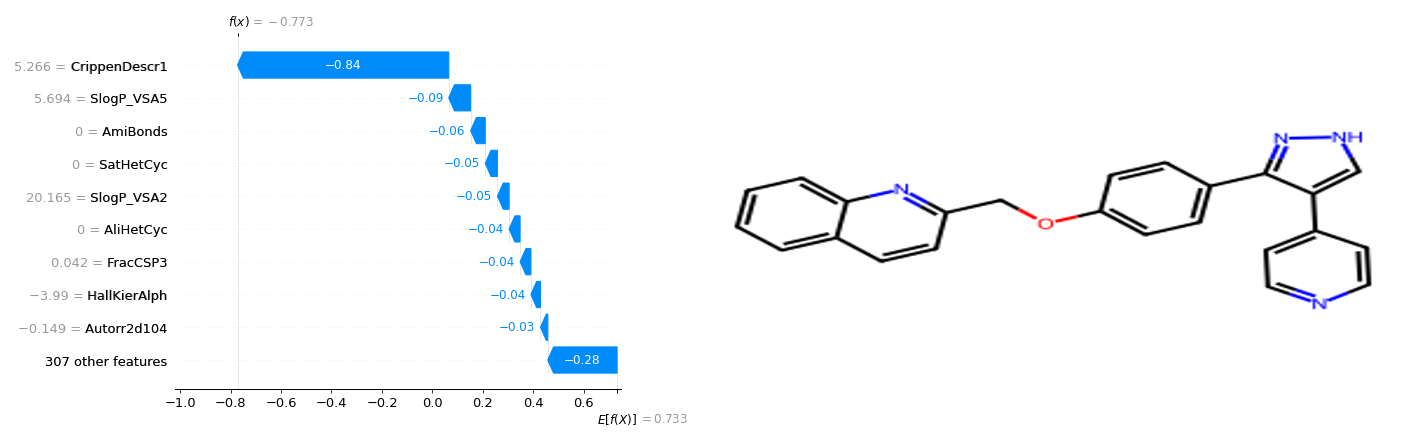 f(x) = −0.773
5.266 = CrippenDescr1
−0.84
5.694 = SlogP_VSA5
−0.09
0 = AmiBonds
−0.06
0 = SatHetCyc
−0.05
20.165 = SlogP_VSA2
−0.05
0 = AliHetCyc
−0.04
0.042 = FracCSP3
−0.04
−3.99 = HallKierAlph
−0.04
−0.149 = Autorr2d104
−0.03
307 other features
−0.28
−1.0 −0.8 −0.6 −0.4 −0.2 0.0 0.2 0.4 0.6
E[f(X)] = 0.733
N NH
N
O
N